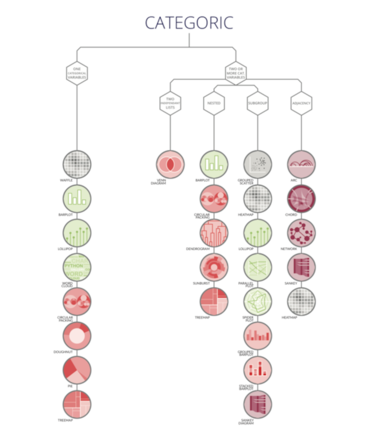 CATEGORIC
ONE
CATEGORICAL
VARIABLE
TWO OR
MORE CAT.
VARIABLES
TWO
LISTS
NESTED
SUBGROUP
ADJACENCY
WAFFLE
VENN
DIAGRAM
BARPLOT
GROUPED
SCATTER
ARC
BARPLOT
CIRCULAR
PACKING
HEATMAP
CHORD
LOLLIPOP
DENDROGRAM
LOLLIPOP
NETWORK
WORD
CLOUD
SUNBURST
PARALLEL
PLOT
SANKEY
CIRCULAR
PACKING
TREEMAP
SPIDER
PLOT
HEATMAP
DOUGHNUT
GROUPED
BARPLOT
PIE
STACKED
BARPLOT
TREEMAP
SANKEY
DIAGRAM